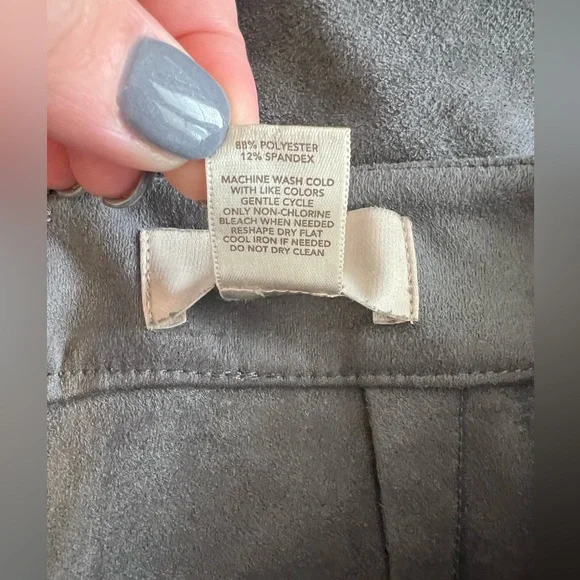 88% POLYESTER
12% SPANDEX
MACHINE WASH COLD
WITH LIKE COLORS
GENTLE CYCLE
ONLY NON-CHLORINE
BLEACH WHEN NEEDED
RESHAPE DRY FLAT
COOL IRON IF NEEDED
DO NOT DRY CLEAN